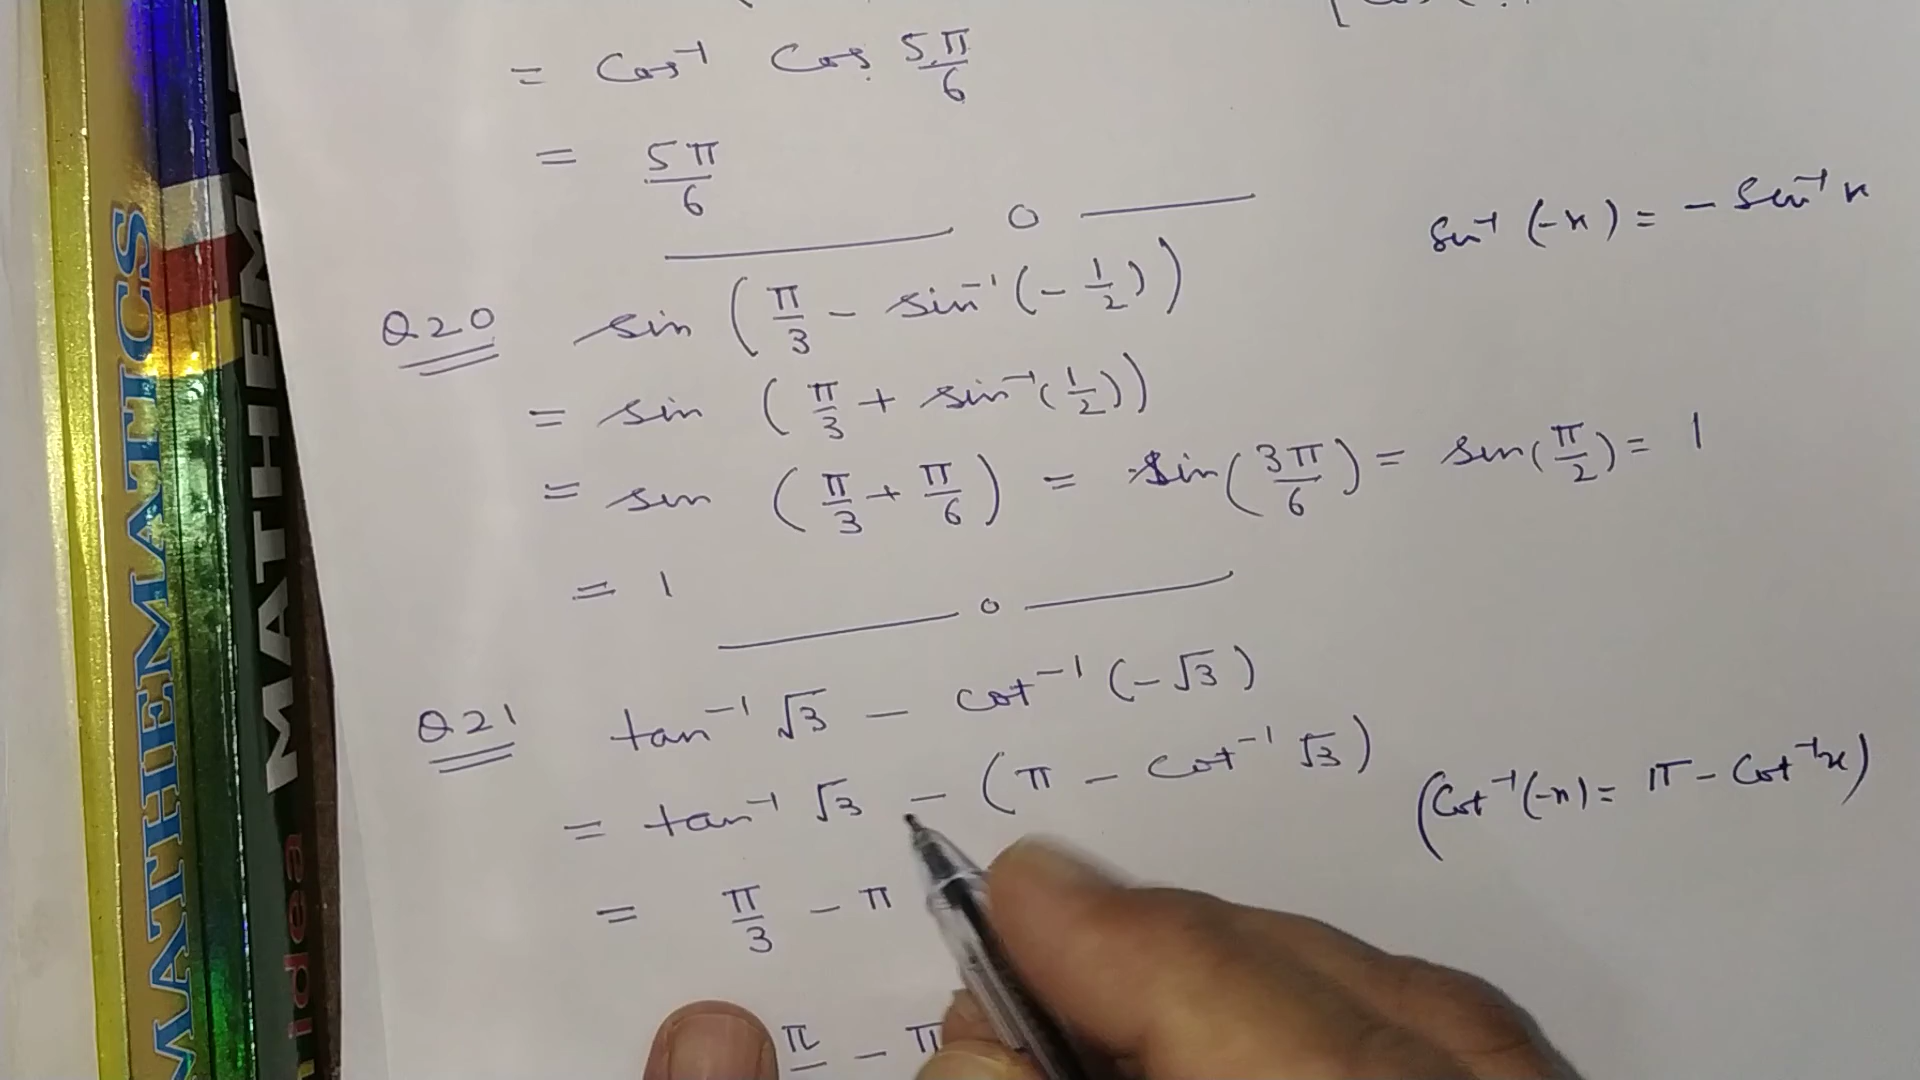 = Cos⁻¹ Cos 5π/6
= 5π/6
sin⁻¹(-x) = - sin⁻¹x
Q20 sin (π/3 - sin⁻¹(-1/2))
= sin (π/3 + sin⁻¹(1/2))
= sin (π/3 + π/6) = sin(3π/6) = sin(π/2) = 1
= 1
Q21 tan⁻¹√3 - cot⁻¹(-√3)
= tan⁻¹√3 - (π - cot⁻¹√3) (Cot⁻¹(-x) = π - Cot⁻¹x)
= π/3 - π
π - π
MATHEMATICS
MATHEMA